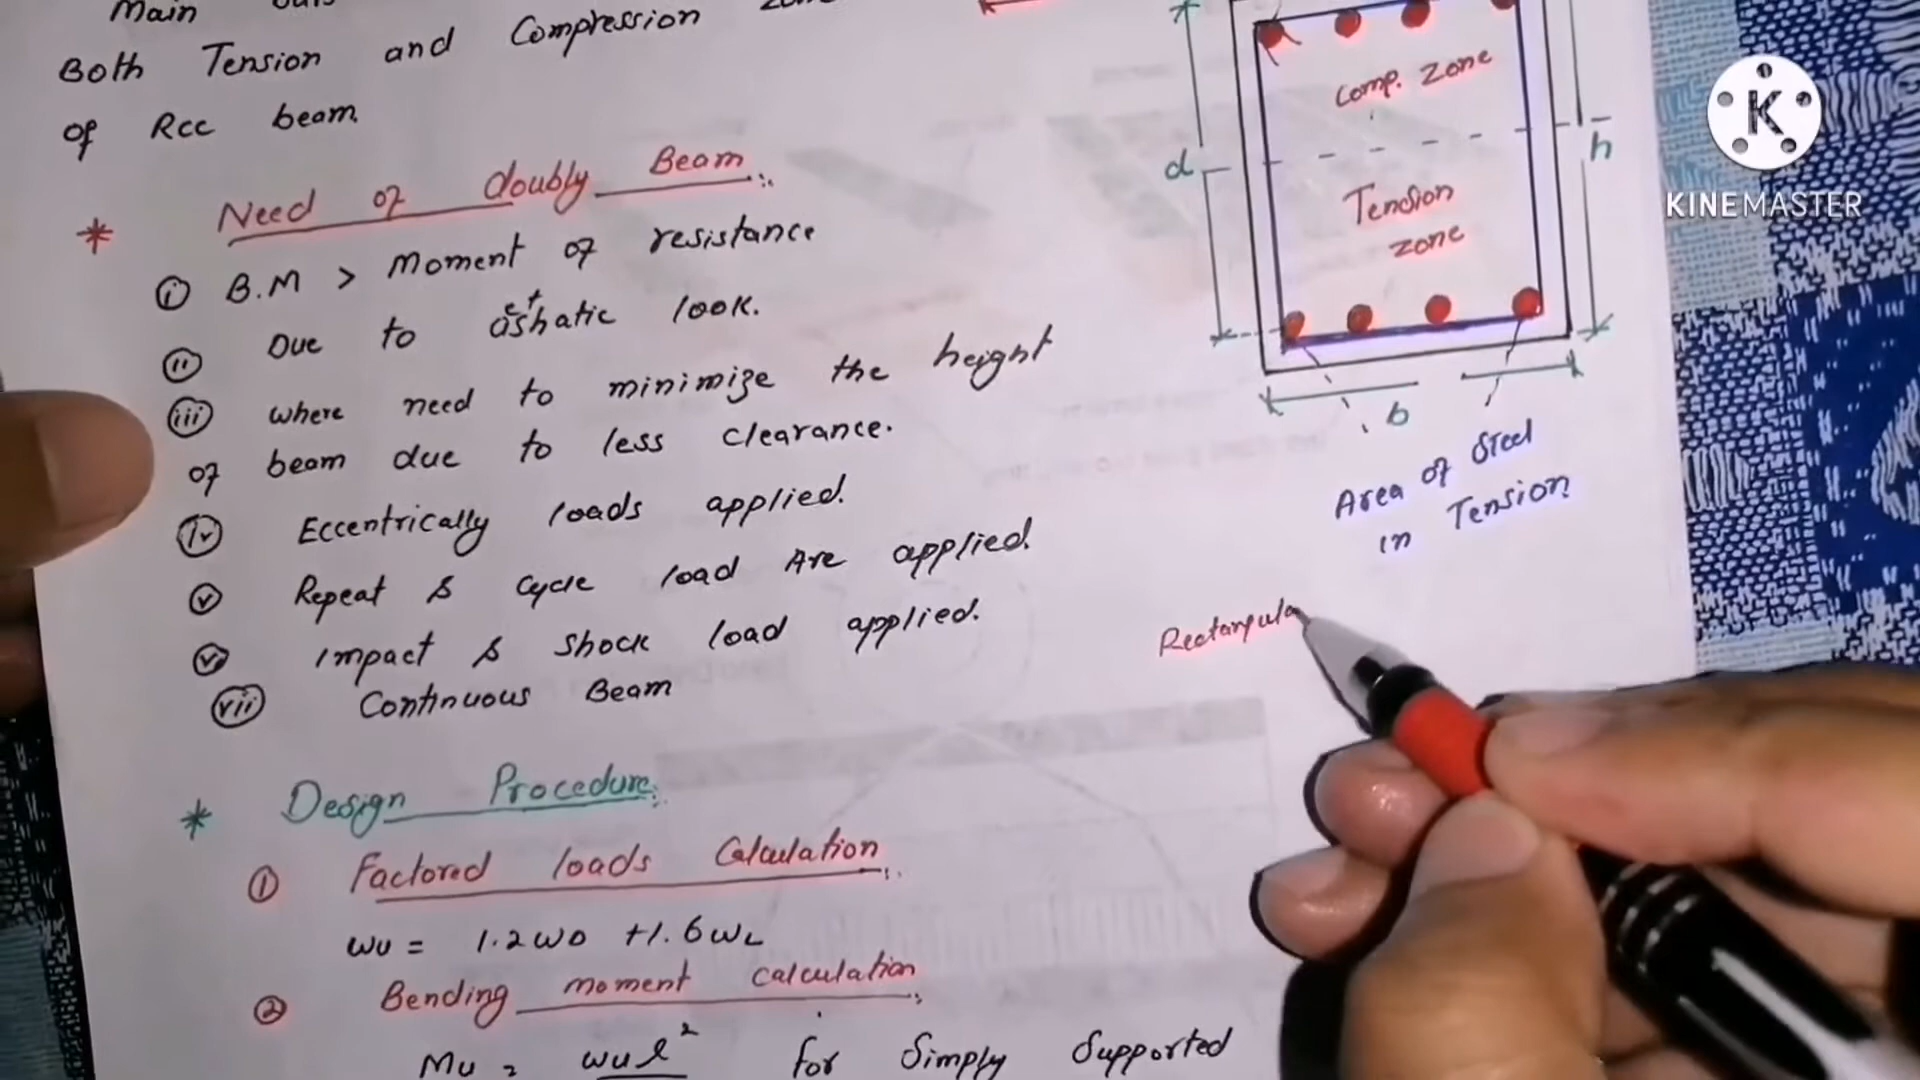 Main
Both Tension and Compression
of Rcc beam
* Need of doubly Beam
(i) B.M > Moment of resistance
(ii) Due to asthatic look.
(iii) where need to minimize the height
of beam due to less clearance.
(iv) Eccentrically loads applied.
(v) Repeat & Cycle load Are applied.
(vi) Impact & Shock load applied.
(vii) Continuous Beam
* Design Procedure:
① Factored loads Calculation
wu = 1.2wD + 1.6wL
② Bending moment calculation
Mu = wul² for Simply Supported
Comp. Zone
d
h
Tension
zone
b
Area of Steel
in Tension
Rectangula
K
KINEMASTER